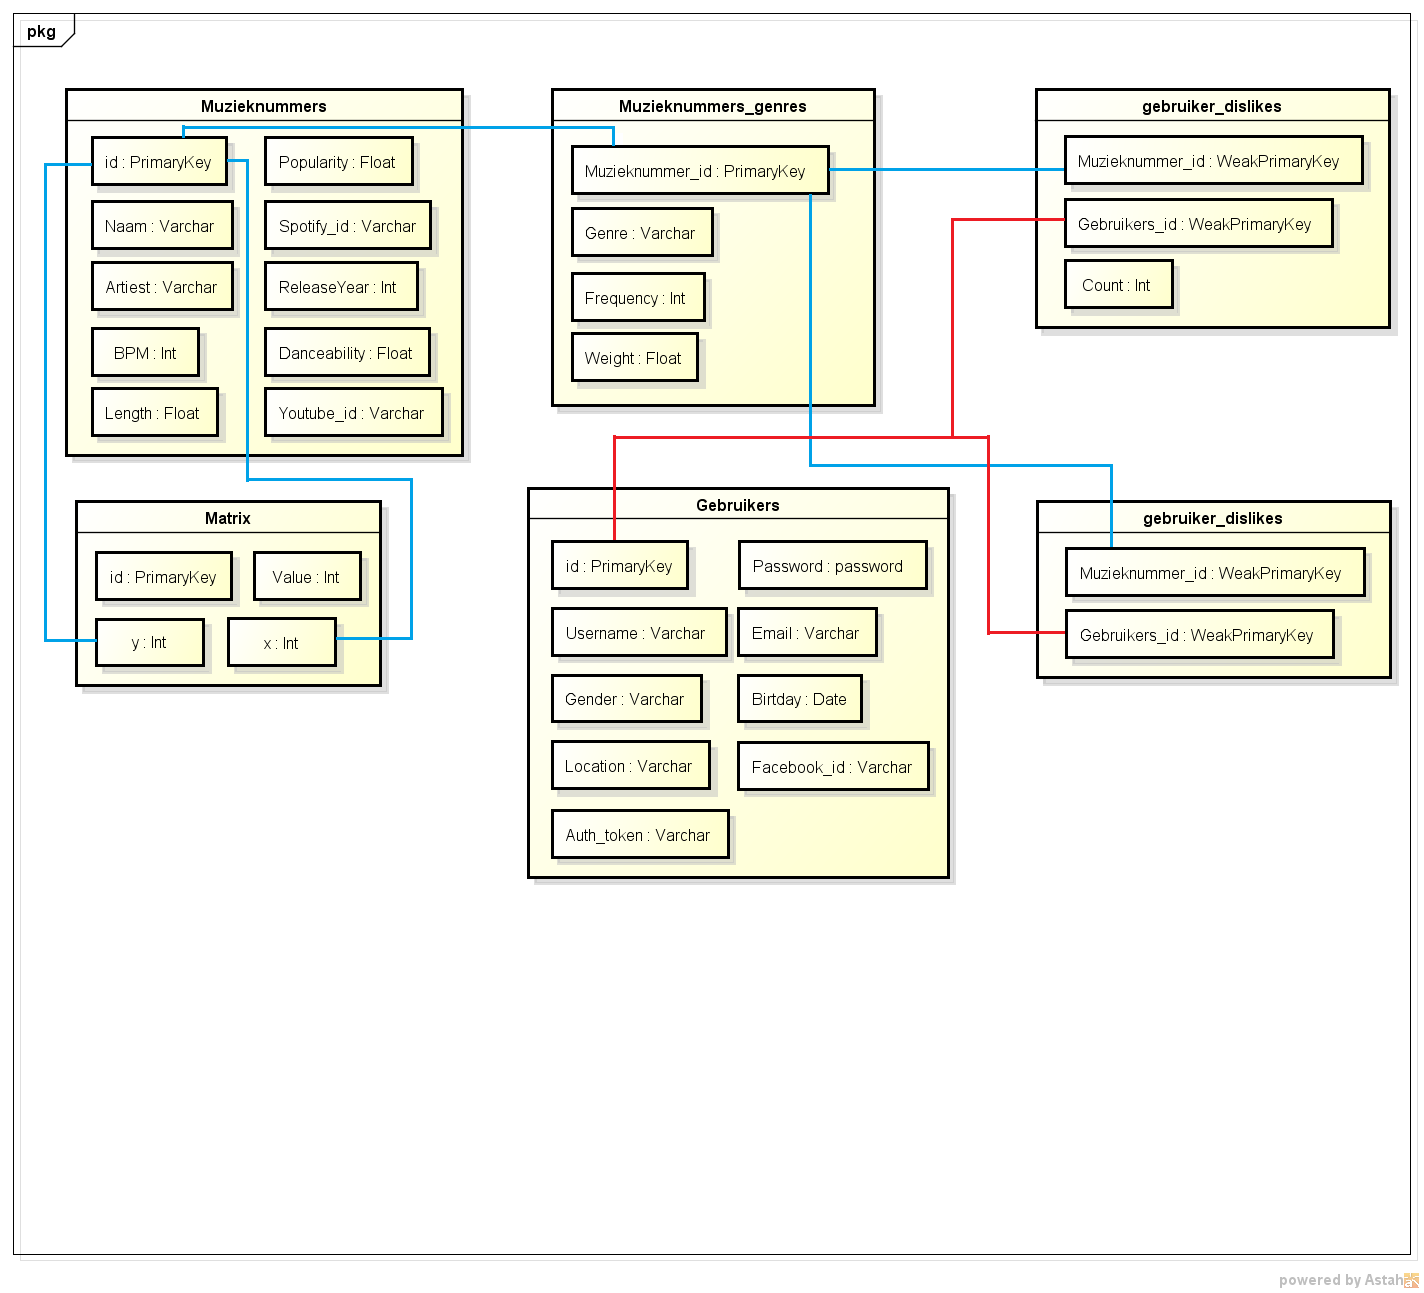 pkg
Muzieknummers
id : PrimaryKey
Popularity : Float
Naam : Varchar
Spotify_id : Varchar
Artiest : Varchar
ReleaseYear : Int
BPM : Int
Danceability : Float
Length : Float
Youtube_id : Varchar
Muzieknummers_genres
Muzieknummer_id : PrimaryKey
Genre : Varchar
Frequency : Int
Weight : Float
gebruiker_dislikes
Muzieknummer_id : WeakPrimaryKey
Gebruikers_id : WeakPrimaryKey
Count : Int
Matrix
id : PrimaryKey
Value : Int
y : Int
x : Int
Gebruikers
id : PrimaryKey
Password : password
Username : Varchar
Email : Varchar
Gender : Varchar
Birtday : Date
Location : Varchar
Facebook_id : Varchar
Auth_token : Varchar
gebruiker_dislikes
Muzieknummer_id : WeakPrimaryKey
Gebruikers_id : WeakPrimaryKey
powered by Astah